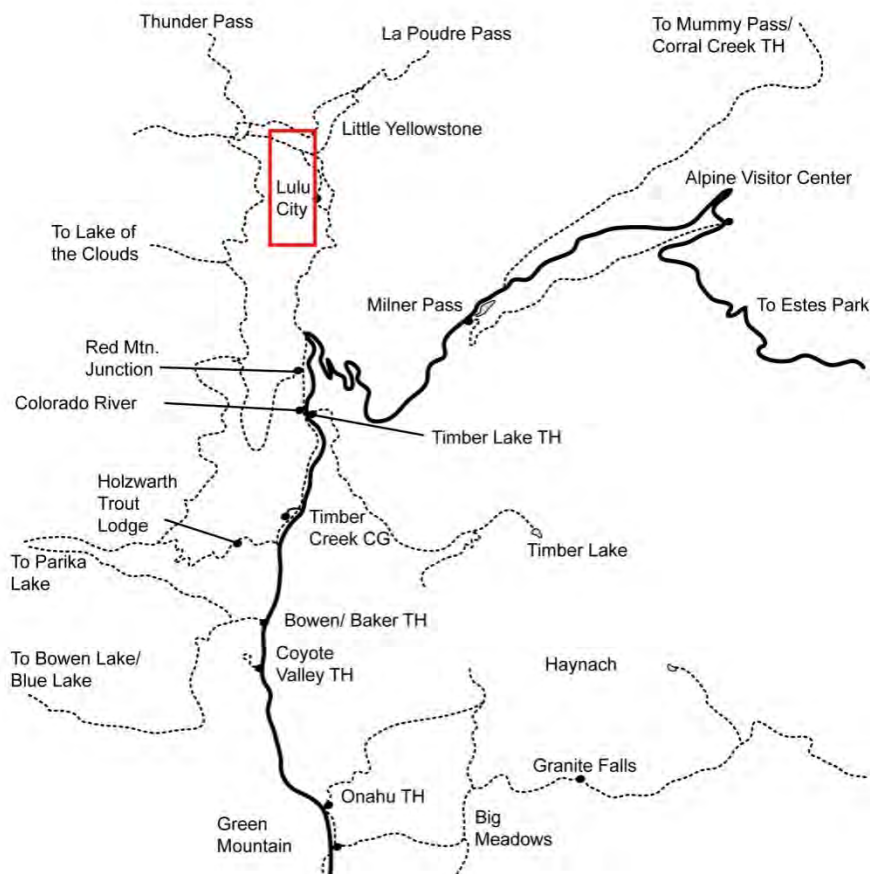 Thunder Pass
La Poudre Pass
To Mummy Pass/
Corral Creek TH
Little Yellowstone
Alpine Visitor Center
Lulu
City
To Lake of
the Clouds
Milner Pass
To Estes Park
Red Mtn.
Junction
Colorado River
Timber Lake TH
Holzwarth
Trout
Lodge
Timber
Creek CG
Timber Lake
To Parika
Lake
Bowen/ Baker TH
To Bowen Lake/
Blue Lake
Coyote
Valley TH
Haynach
Granite Falls
Onahu TH
Green
Mountain
Big
Meadows